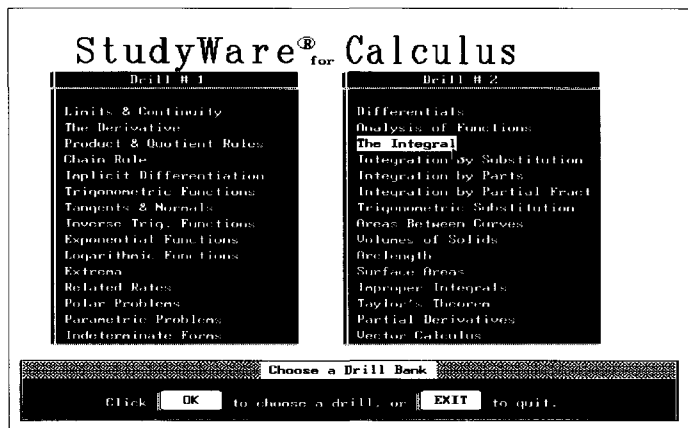 StudyWare® for Calculus
Drill # 1
Limits & Continuity
The Derivative
Product & Quotient Rules
Chain Rule
Implicit Differentiation
Trigonometric Functions
Tangents & Normals
Inverse Trig. Functions
Exponential Functions
Logarithmic Functions
Extrema
Related Rates
Polar Problems
Parametric Problems
Indeterminate Forms
Drill # 2
Differentials
Analysis of Functions
The Integral
Integration by Substitution
Integration by Parts
Integration by Partial Fract
Trigonometric Substitution
Areas Between Curves
Volumes of Solids
Arclength
Surface Areas
Improper Integrals
Taylor's Theorem
Partial Derivatives
Vector Calculus
Choose a Drill Bank
Click OK to choose a drill, or EXIT to quit.